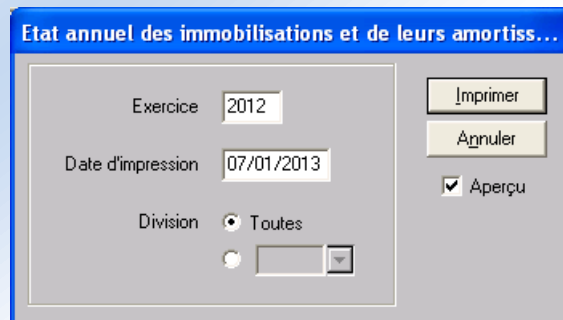 Etat annuel des immobilisations et de leurs amortiss...
Exercice 2012
Date d'impression 07/01/2013
Division Toutes
Imprimer
Annuler
Aperçu